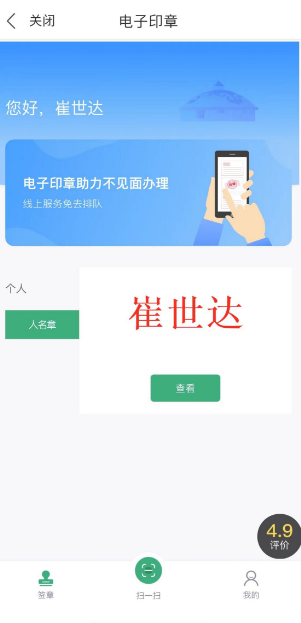 关闭
电子印章
您好，崔世达
电子印章助力不见面办理
线上服务免去排队
个人
人名章
崔世达
查看
4.9
评价
签章
扫一扫
我的